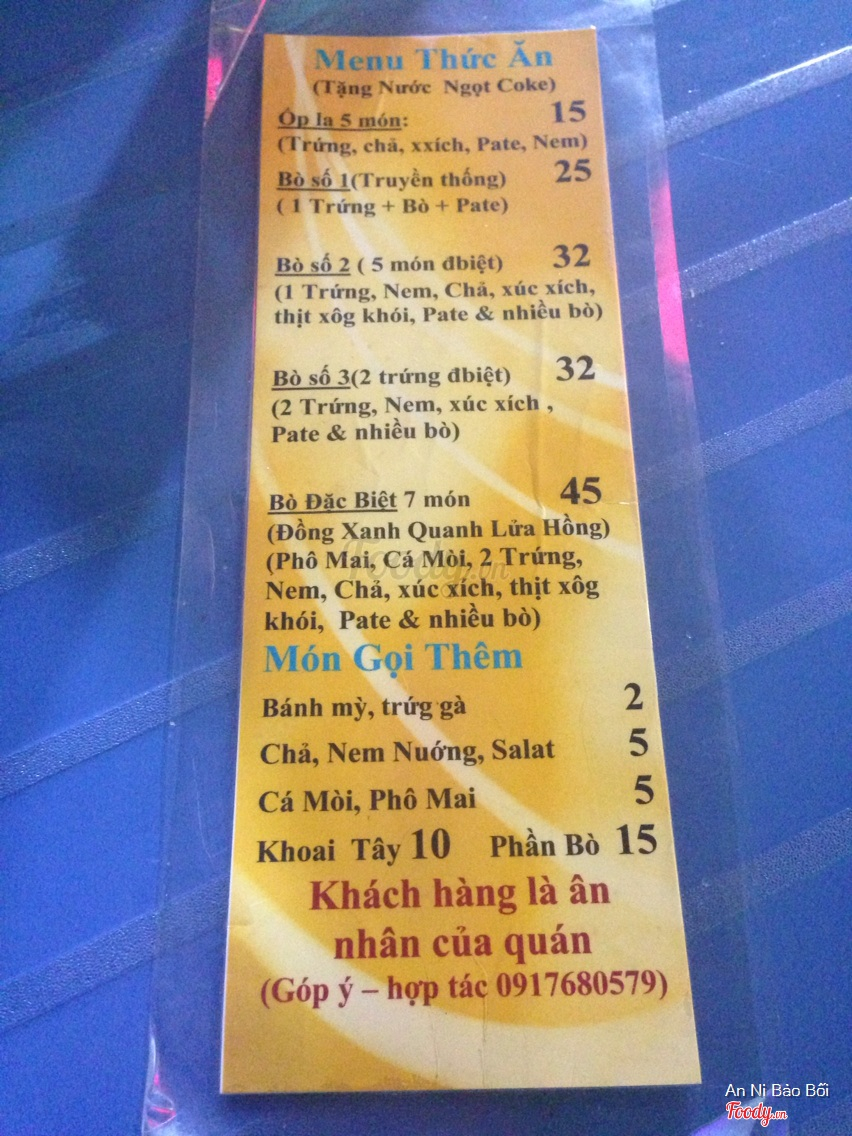 Menu Thức Ăn
(Tặng Nước Ngọt Coke)
Ốp la 5 món: 15
(Trứng, chả, xxích, Pate, Nem)
Bò số 1(Truyền thống) 25
( 1 Trứng + Bò + Pate)
Bò số 2 ( 5 món đbiệt) 32
(1 Trứng, Nem, Chả, xúc xích,
thịt xôg khói, Pate & nhiều bò)
Bò số 3(2 trứng đbiệt) 32
(2 Trứng, Nem, xúc xích ,
Pate & nhiều bò)
Bò Đặc Biệt 7 món 45
(Đồng Xanh Quanh Lửa Hồng)
(Phô Mai, Cá Mòi, 2 Trứng,
Nem, Chả, xúc xích, thịt xôg
khói, Pate & nhiều bò)
Món Gọi Thêm
Bánh mỳ, trứg gà 2
Chả, Nem Nướng, Salat 5
Cá Mòi, Phô Mai 5
Khoai Tây 10 Phần Bò 15
Khách hàng là ân
nhân của quán
(Góp ý – hợp tác 0917680579)
Foody.vn
An Ni Bảo Bối
Foody.vn